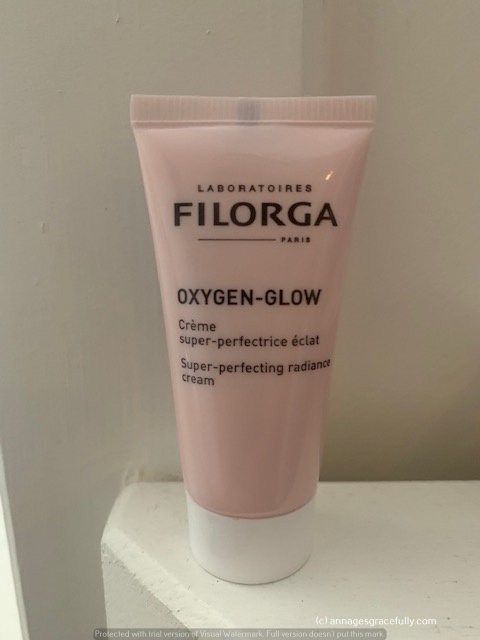 LABORATOIRES
FILORGA
PARIS
OXYGEN-GLOW
Crème
super-perfectrice éclat
Super-perfecting radiance
cream
(c) annagesgracefully.com
Protected with trial version of Visual Watermark. Full version doesn't put this mark